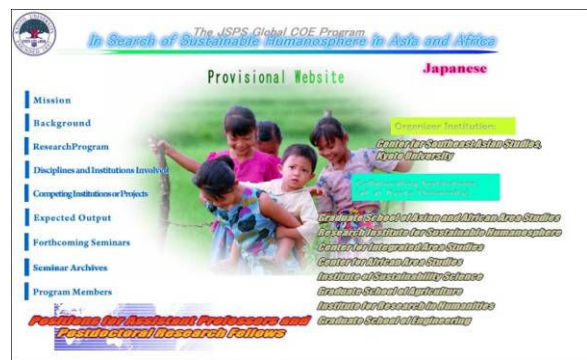 The JSPS Global COE Program
In Search of Sustainable Humanosphere in Asia and Africa
Japanese
Provisional Website
Mission
Background
ResearchProgram
Disciplines and Institutions Involved
Competing Institutions or Projects
Expected Output
Forthcoming Seminars
Seminar Archives
Program Members
Positions for Assistant Professors and
Postdoctoral Research Fellows
Organizer Institution:
Center for Southeast Asian Studies,
Kyoto University
Graduate School of Asian and African Area Studies
Research Institute for Sustainable Humanosphere
Center for Integrated Area Studies
Center for African Area Studies
Institute of Sustainability Science
Graduate School of Agriculture
Institute for Research in Humanities
Graduate School of Engineering